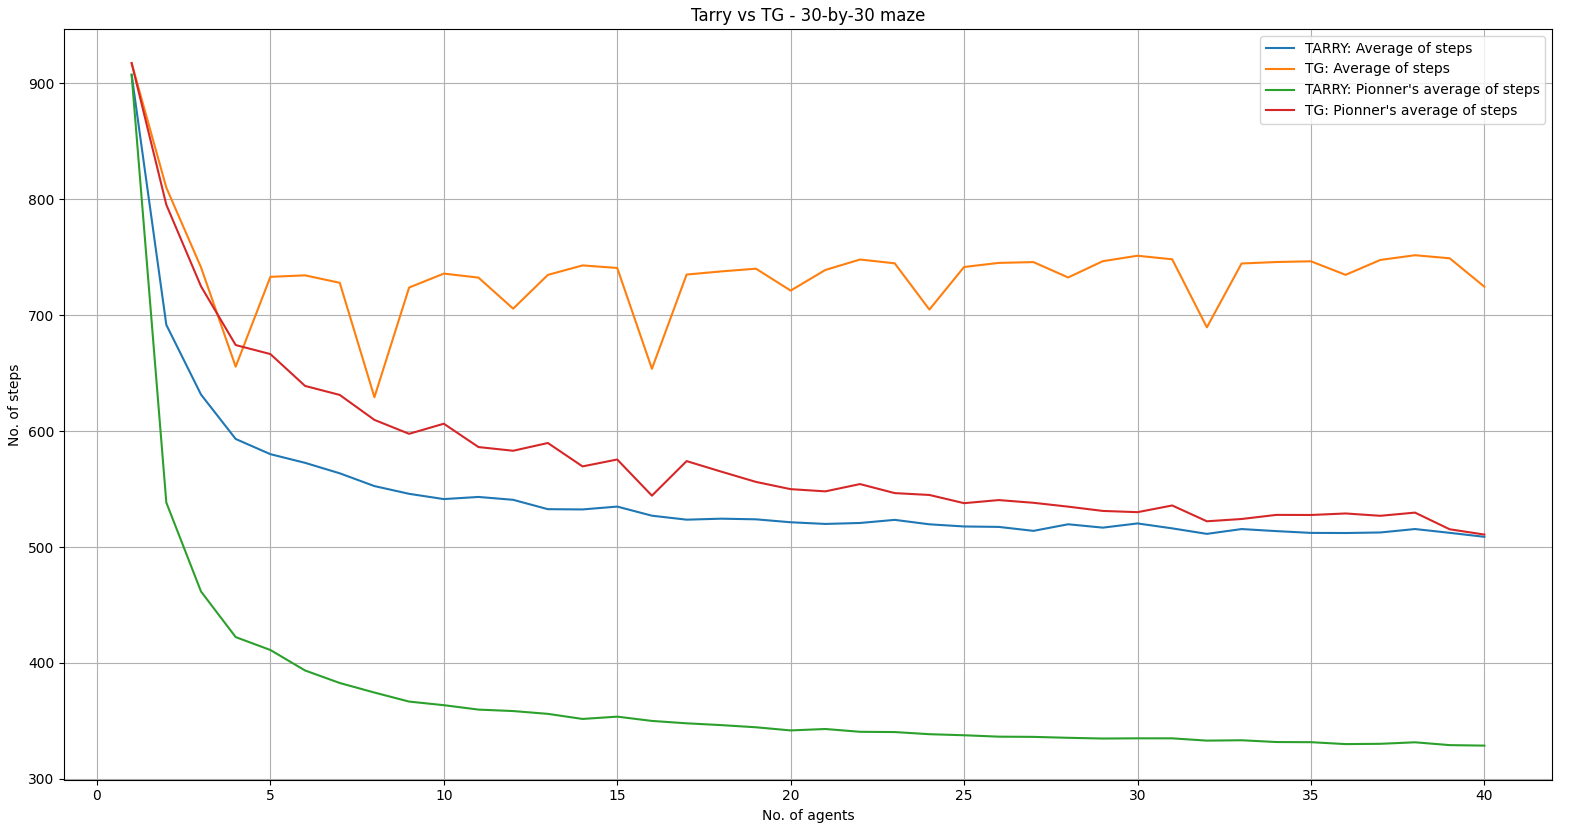 Tarry vs TG - 30-by-30 maze
TARRY: Average of steps
TG: Average of steps
TARRY: Pionner's average of steps
TG: Pionner's average of steps
900
800
700
600
500
400
300
No. of steps
0 5 10 15 20 25 30 35 40
No. of agents